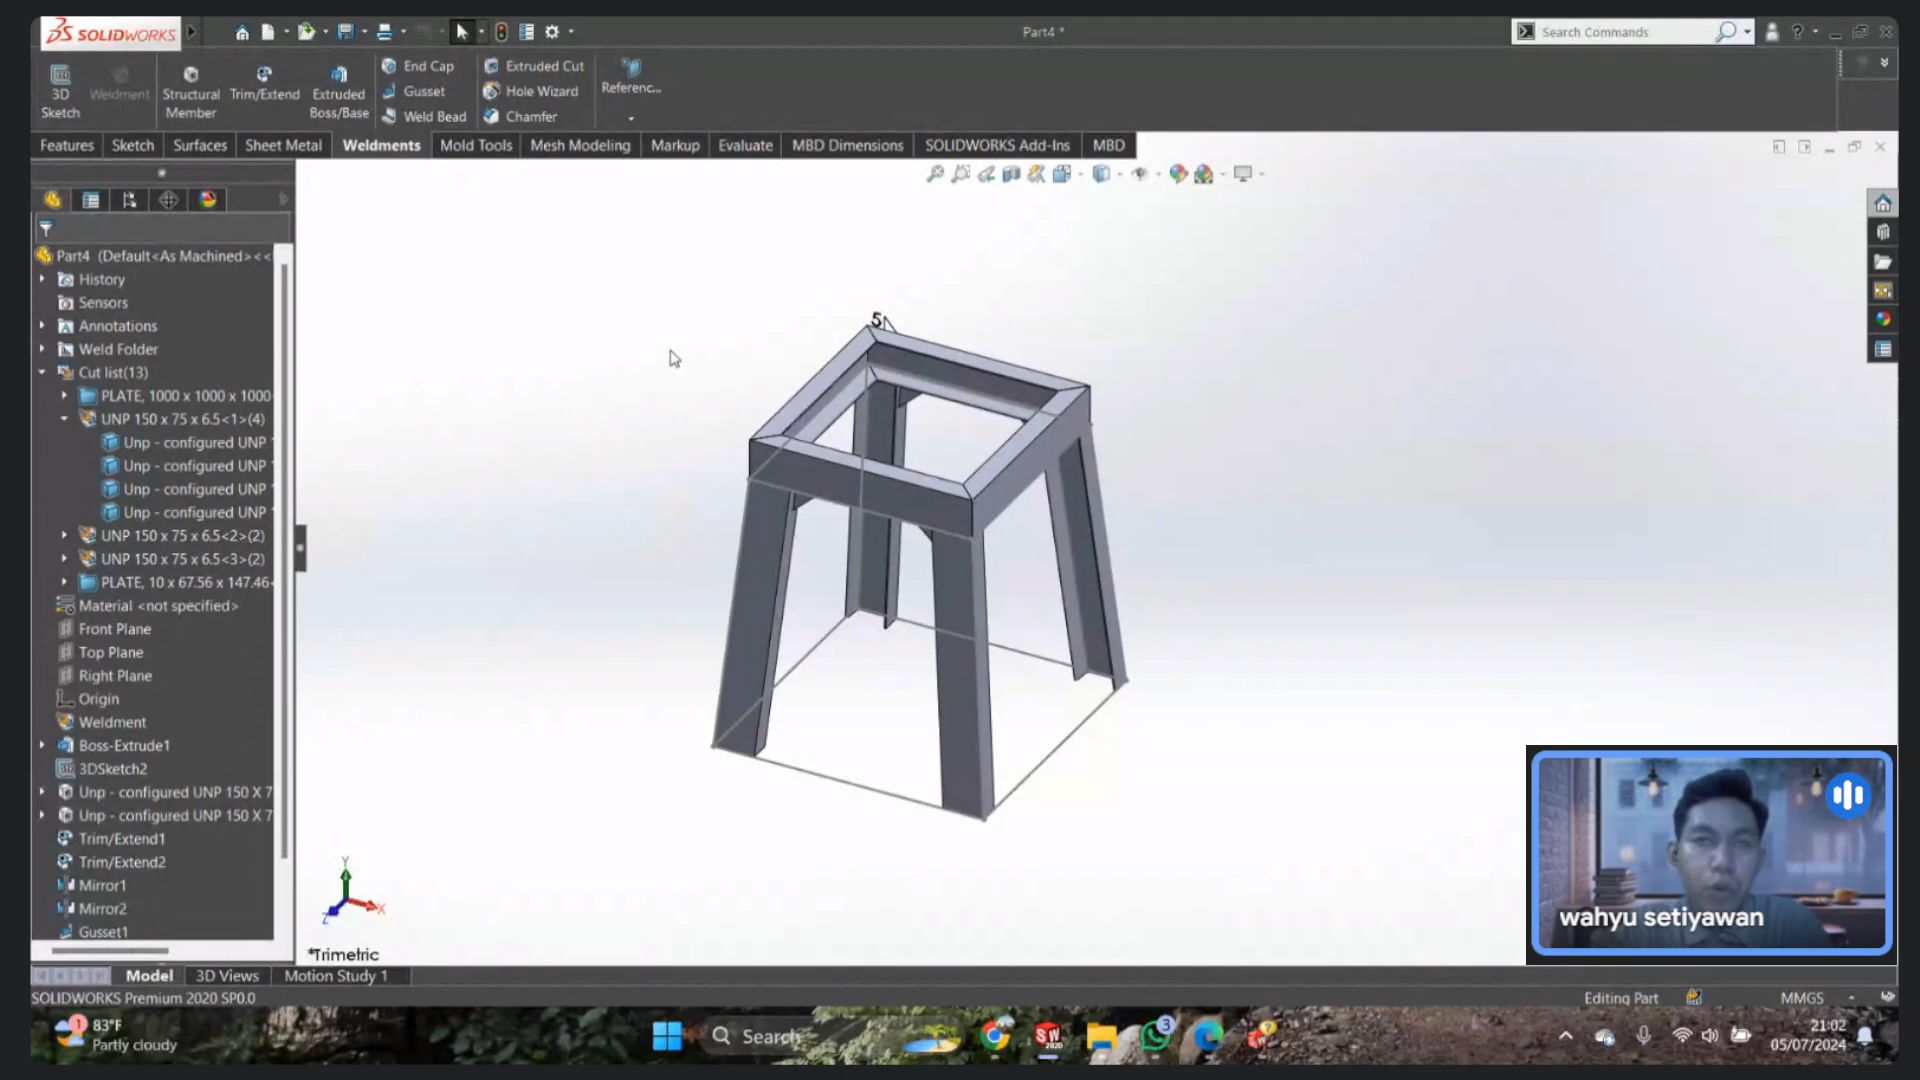 SOLIDWORKS
Part4 *
Search Commands
3D Sketch
Weldment
Structural Member
Trim/Extend
Extruded Boss/Base
End Cap
Gusset
Weld Bead
Extruded Cut
Hole Wizard
Chamfer
Referenc...
Features
Sketch
Surfaces
Sheet Metal
Weldments
Mold Tools
Mesh Modeling
Markup
Evaluate
MBD Dimensions
SOLIDWORKS Add-Ins
MBD
Part4 (Default<As Machined><<
History
Sensors
Annotations
Weld Folder
Cut list(13)
PLATE, 1000 x 1000 x 1000
UNP 150 x 75 x 6.5<1>(4)
Unp - configured UNP
Unp - configured UNP
Unp - configured UNP
Unp - configured UNP
UNP 150 x 75 x 6.5<2>(2)
UNP 150 x 75 x 6.5<3>(2)
PLATE, 10 x 67.56 x 147.46
Material <not specified>
Front Plane
Top Plane
Right Plane
Origin
Weldment
Boss-Extrude1
3DSketch2
Unp - configured UNP 150 X 7
Unp - configured UNP 150 X 7
Trim/Extend1
Trim/Extend2
Mirror1
Mirror2
Gusset1
5
Y
X
Z
*Trimetric
wahyu setiyawan
Model
3D Views
Motion Study 1
SOLIDWORKS Premium 2020 SP0.0
Editing Part
MMGS
1
83°F
Partly cloudy
Search
SW
2020
3
21:02
05/07/2024